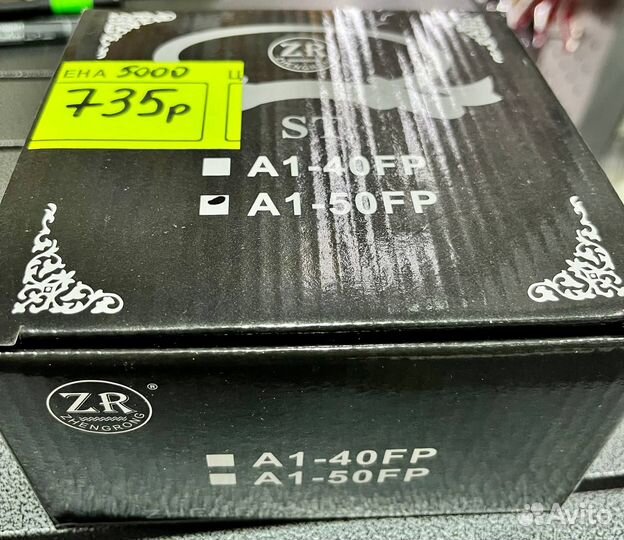 ZR
ЕНА 5000
Ц
735р
ST
A1-40FP
A1-50FP
ZR®
ZHENGRONG
A1-40FP
A1-50FP
Avito